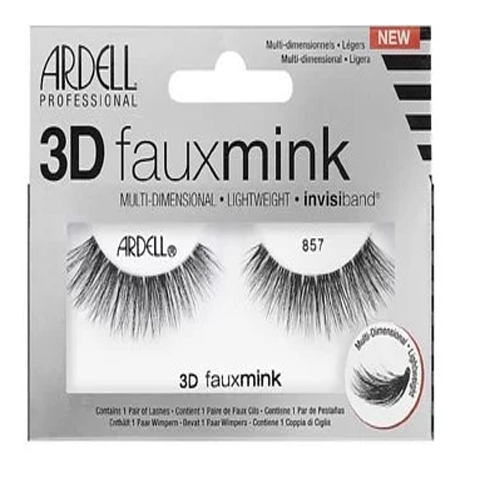 Multi-dimensionnels • Légers
Multi-dimensional • Ligera
NEW
ARDELL
PROFESSIONAL
3D fauxmink
MULTI-DIMENSIONAL • LIGHTWEIGHT • invisiband®
ARDELL®
857
Multi-Dimensional • Lightweight
3D fauxmink
Contains 1 Pair of Lashes • Contient 1 Paire de Faux Cils • Contiene 1 Par de Pestañas
Enthält 1 Paar Wimpern • Bevat 1 Paar Wimpers • Contiene 1 Coppia di Ciglia